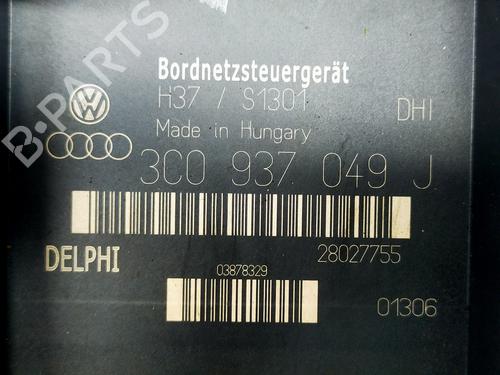 Bordnetzsteuergerät
H37 / S1301
DHI
Made in Hungary
3C0 937 049 J
DELPHI
28027755
03878329
01306
B-PARTS